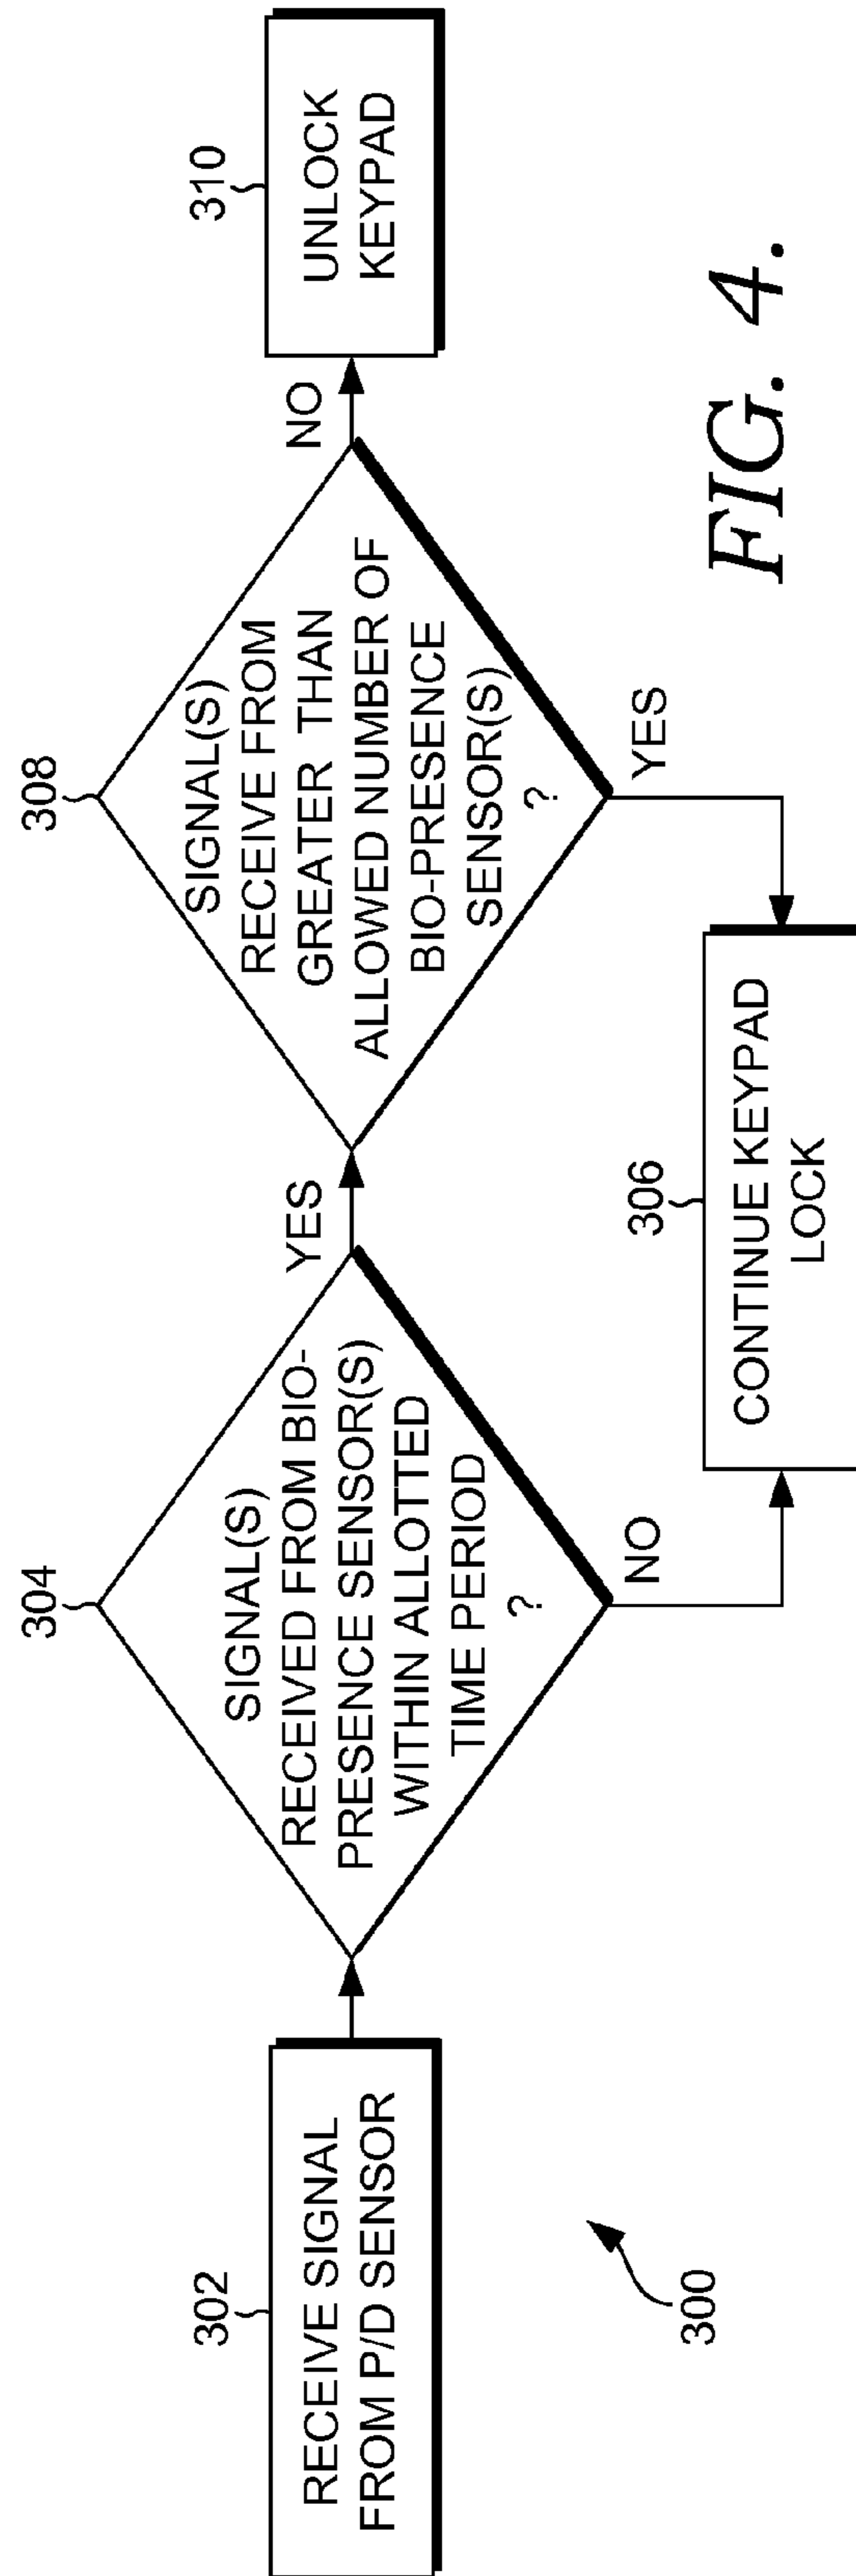 302
RECEIVE SIGNAL
FROM P/D SENSOR
304
SIGNAL(S)
RECEIVED FROM BIO-
PRESENCE SENSOR(S)
WITHIN ALLOTTED
TIME PERIOD
?
YES
NO
308
SIGNAL(S)
RECEIVE FROM
GREATER THAN
ALLOWED NUMBER OF
BIO-PRESENCE
SENSOR(S)
?
NO
YES
310
UNLOCK
KEYPAD
306
CONTINUE KEYPAD
LOCK
300
FIG. 4.